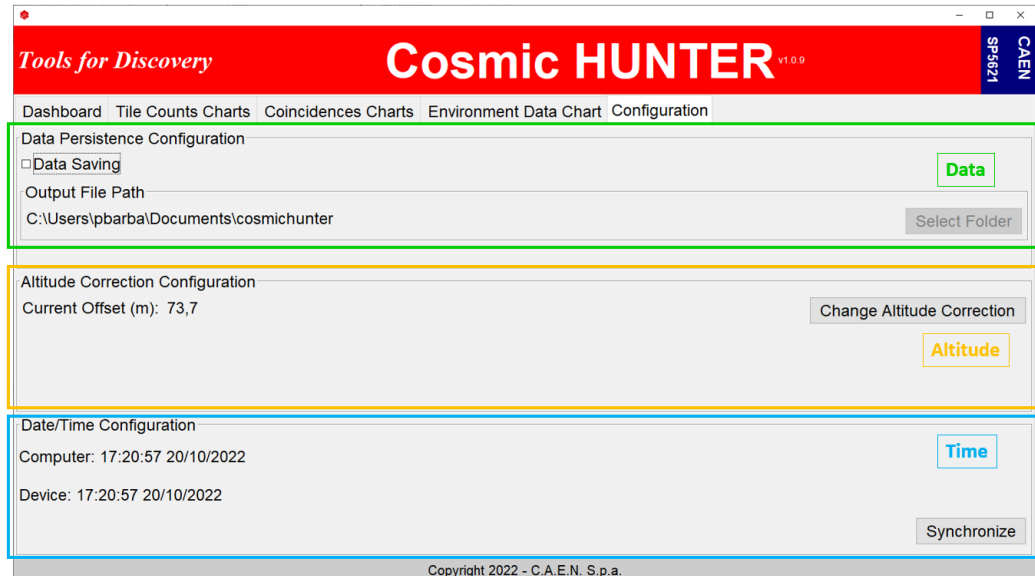 Tools for Discovery
Cosmic HUNTER v1.0.9
CAEN
SP5621
Dashboard Tile Counts Charts Coincidences Charts Environment Data Chart Configuration
Data Persistence Configuration
Data Saving
Data
Output File Path
C:\Users\pbarba\Documents\cosmichunter
Select Folder
Altitude Correction Configuration
Current Offset (m): 73,7
Change Altitude Correction
Altitude
Date/Time Configuration
Computer: 17:20:57 20/10/2022
Time
Device: 17:20:57 20/10/2022
Synchronize
Copyright 2022 - C.A.E.N. S.p.a.